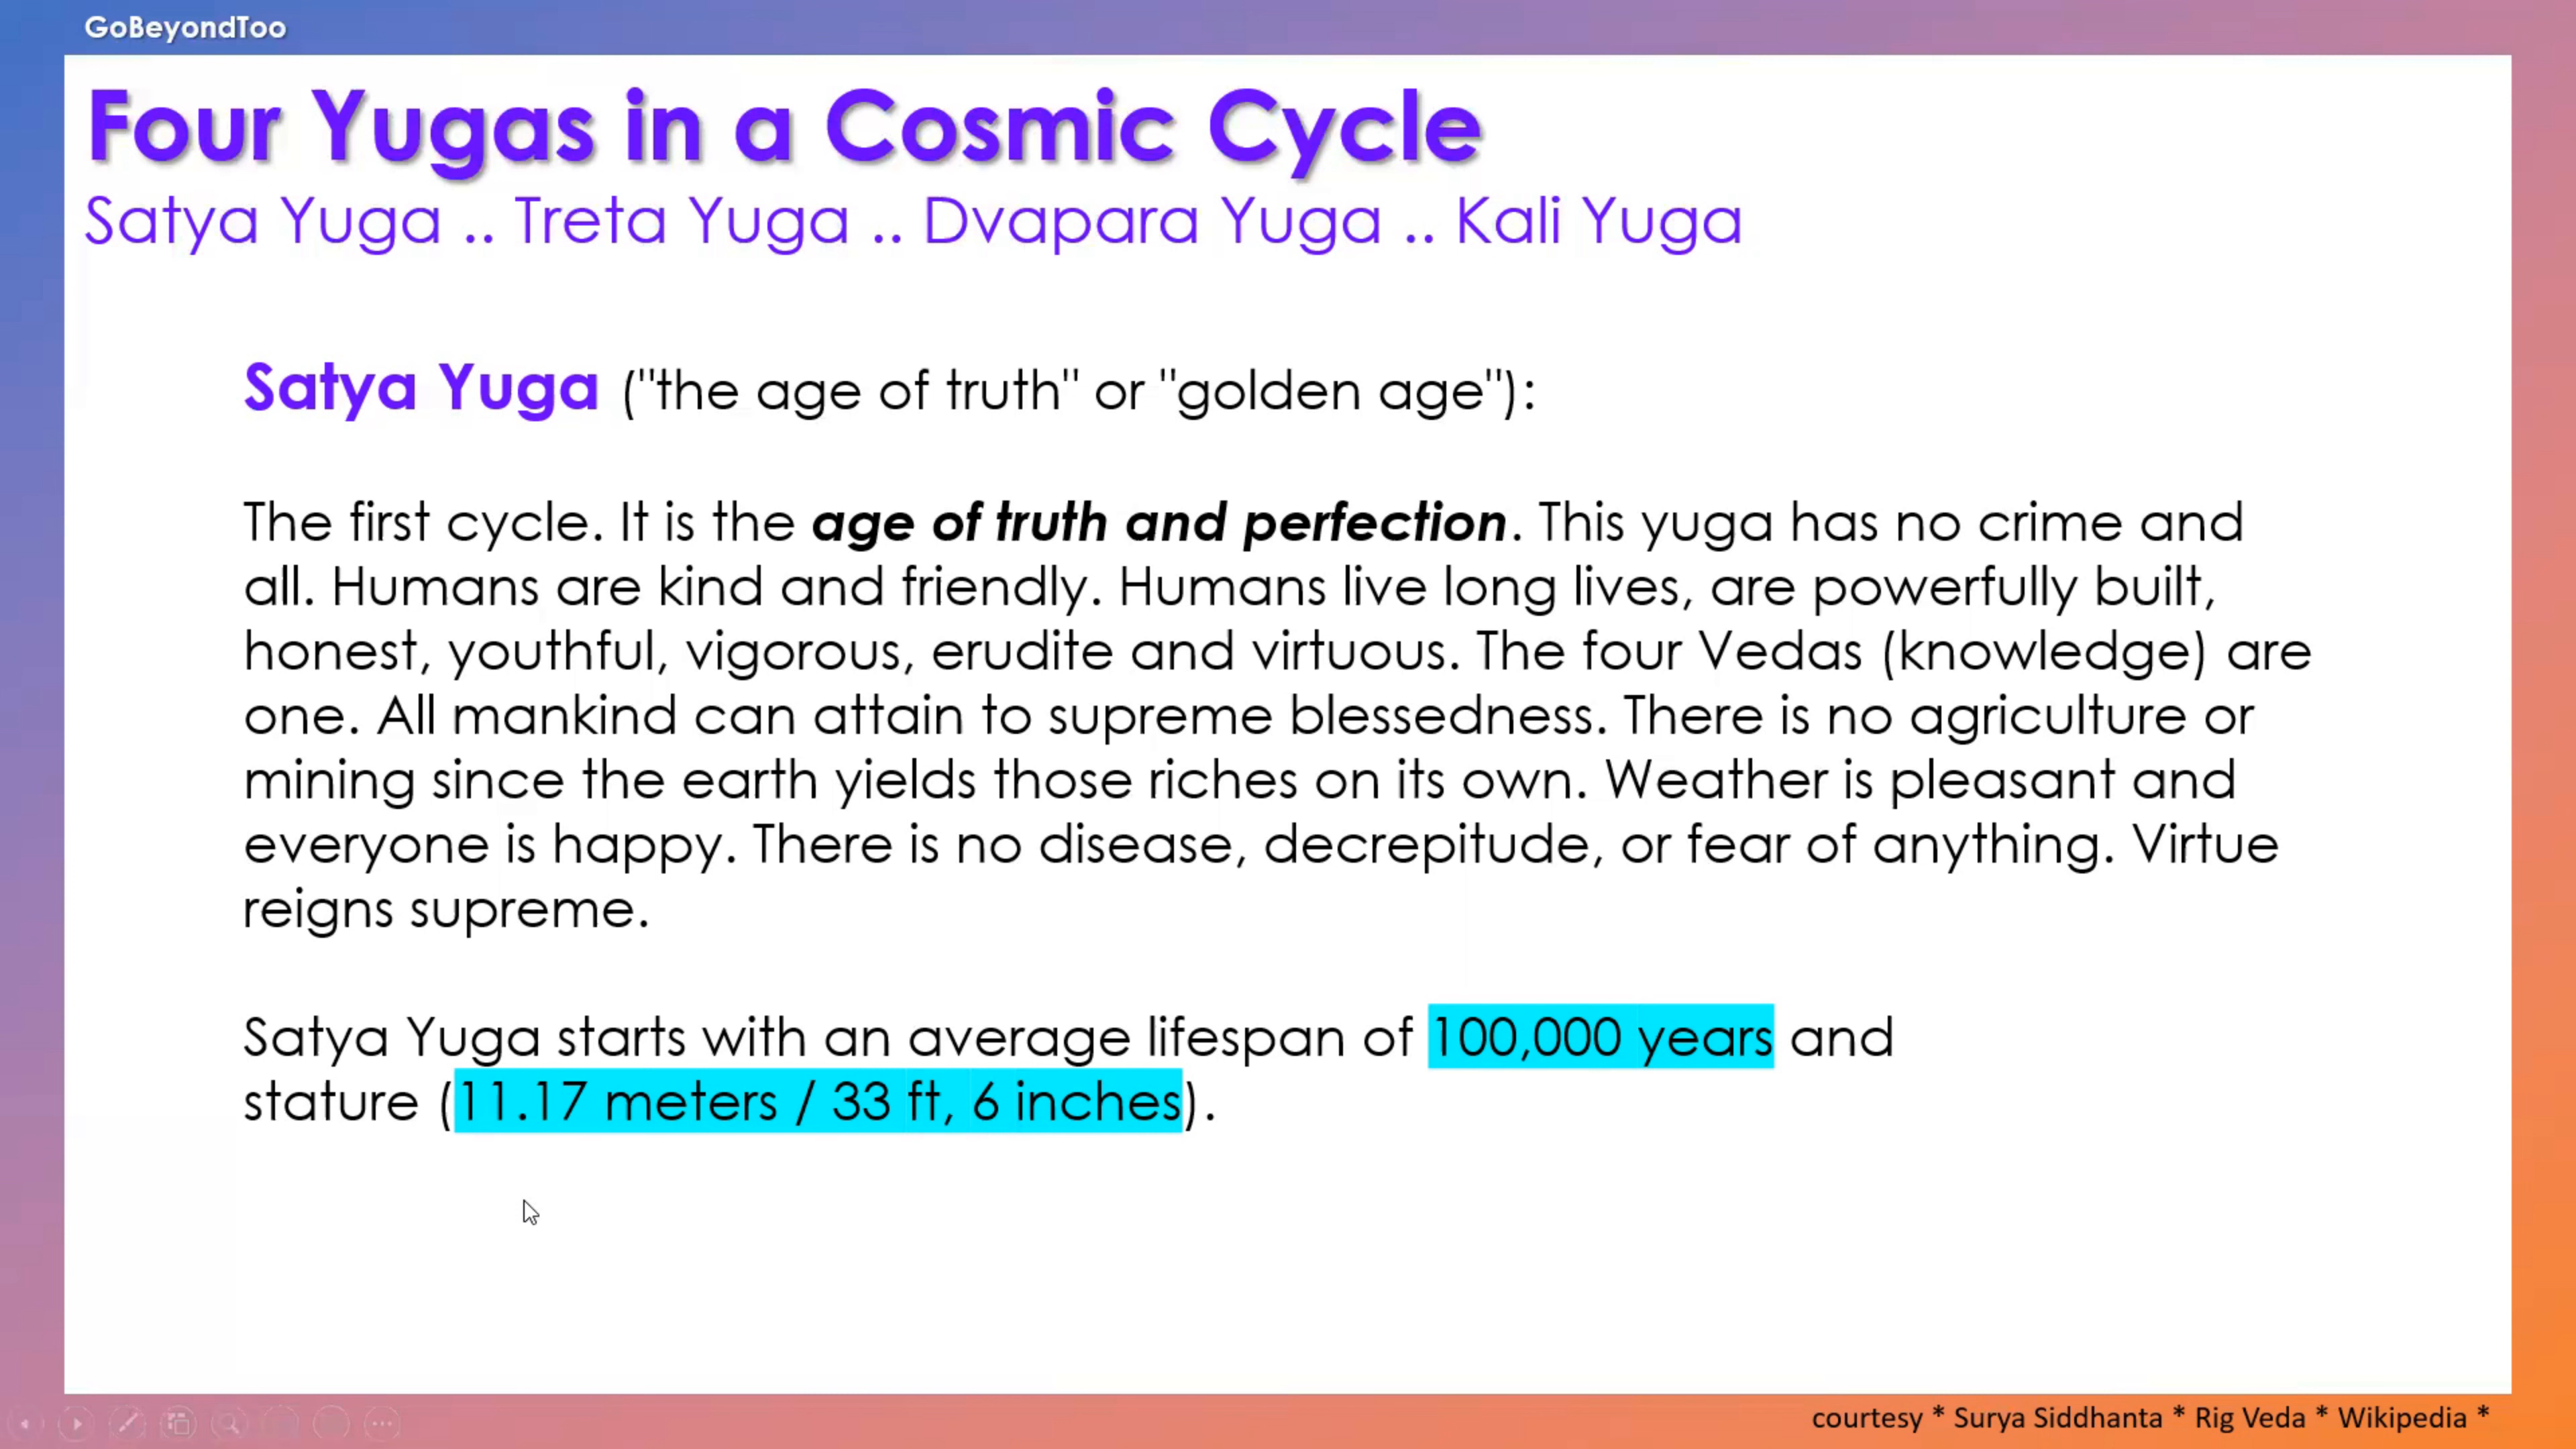 GoBeyondToo
Four Yugas in a Cosmic Cycle
Satya Yuga .. Treta Yuga .. Dvapara Yuga .. Kali Yuga
Satya Yuga ("the age of truth" or "golden age"):
The first cycle. It is the age of truth and perfection. This yuga has no crime and
all. Humans are kind and friendly. Humans live long lives, are powerfully built,
honest, youthful, vigorous, erudite and virtuous. The four Vedas (knowledge) are
one. All mankind can attain to supreme blessedness. There is no agriculture or
mining since the earth yields those riches on its own. Weather is pleasant and
everyone is happy. There is no disease, decrepitude, or fear of anything. Virtue
reigns supreme.
Satya Yuga starts with an average lifespan of 100,000 years and
stature (11.17 meters / 33 ft, 6 inches).
courtesy * Surya Siddhanta * Rig Veda * Wikipedia *